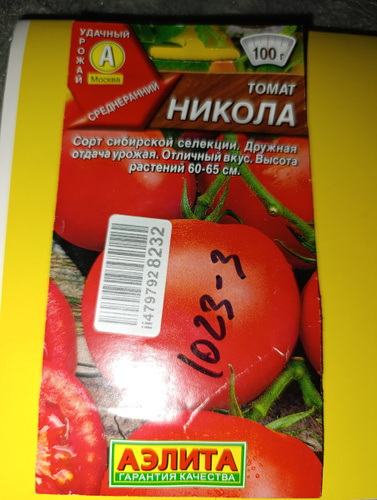 УДАЧНЫЙ
УРОЖАЙ
А
Москва
СРЕДНЕРАННИЙ
100 г
ТОМАТ
НИКОЛА
Сорт сибирской селекции. Дружная
отдача урожая. Отличный вкус. Высота
растений 60-65 см.
ii479792 8232
1023-3
АЭЛИТА
ГАРАНТИЯ КАЧЕСТВА